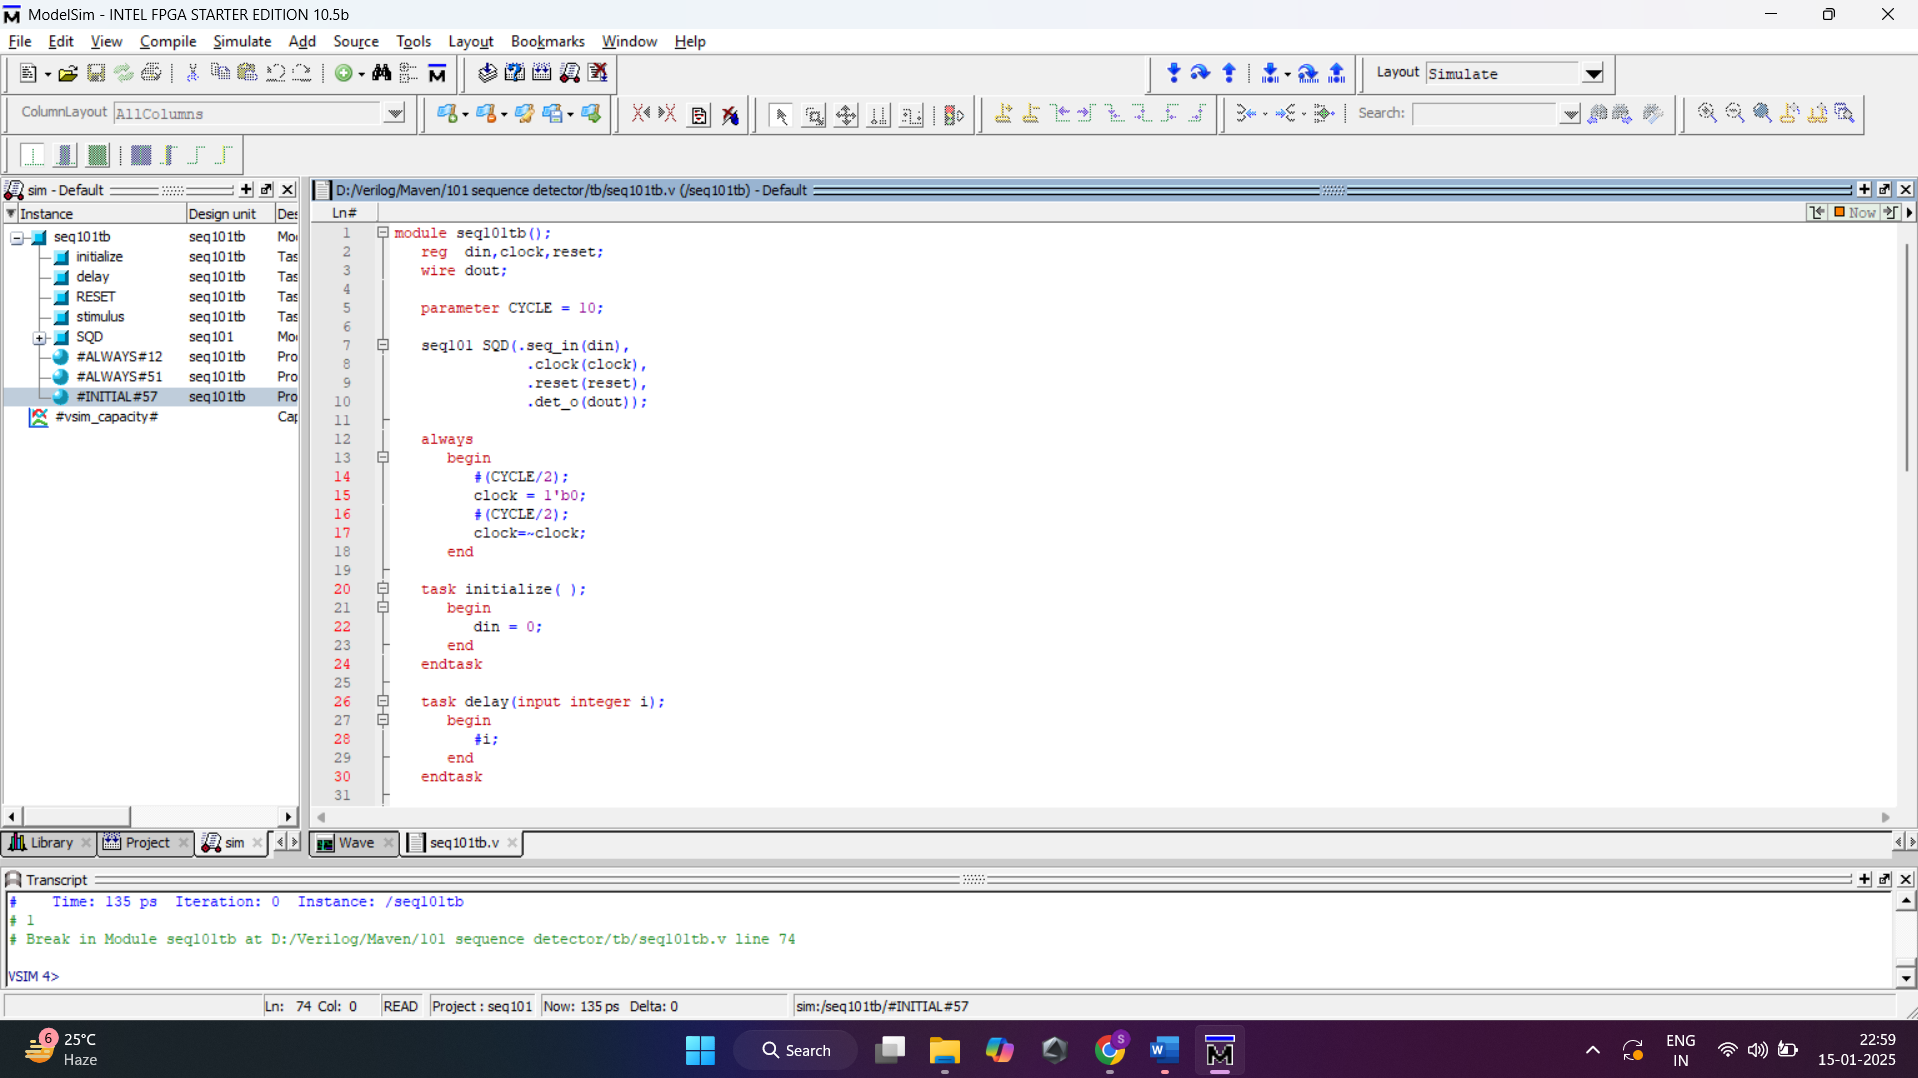 ModelSim - INTEL FPGA STARTER EDITION 10.5b
File Edit View Compile Simulate Add Source Tools Layout Bookmarks Window Help
Layout Simulate
ColumnLayout AllColumns
Search:
sim - Default
Instance Design unit Des
seq101tb seq101tb Mo
initialize seq101tb Tas
delay seq101tb Tas
RESET seq101tb Tas
stimulus seq101tb Tas
SQD seq101 Mo
#ALWAYS#12 seq101tb Pro
#ALWAYS#51 seq101tb Pro
#INITIAL#57 seq101tb Pro
#vsim_capacity# Cap
D:/Verilog/Maven/101 sequence detector/tb/seq101tb.v (/seq101tb) - Default
Ln#
Now
1 module seq101tb();
2 reg din,clock,reset;
3 wire dout;
4
5 parameter CYCLE = 10;
6
7 seq101 SQD(.seq_in(din),
8 .clock(clock),
9 .reset(reset),
10 .det_o(dout));
11
12 always
13 begin
14 #(CYCLE/2);
15 clock = 1'b0;
16 #(CYCLE/2);
17 clock=~clock;
18 end
19
20 task initialize( );
21 begin
22 din = 0;
23 end
24 endtask
25
26 task delay(input integer i);
27 begin
28 #i;
29 end
30 endtask
31
Library Project sim
Wave seq101tb.v
Transcript
# Time: 135 ps Iteration: 0 Instance: /seq101tb
# 1
# Break in Module seq101tb at D:/Verilog/Maven/101 sequence detector/tb/seq101tb.v line 74
VSIM 4>
Ln: 74 Col: 0 READ Project : seq101 Now: 135 ps Delta: 0 sim:/seq101tb/#INITIAL#57
6
25°C
Haze
Search
S
ENG
IN
22:59
15-01-2025